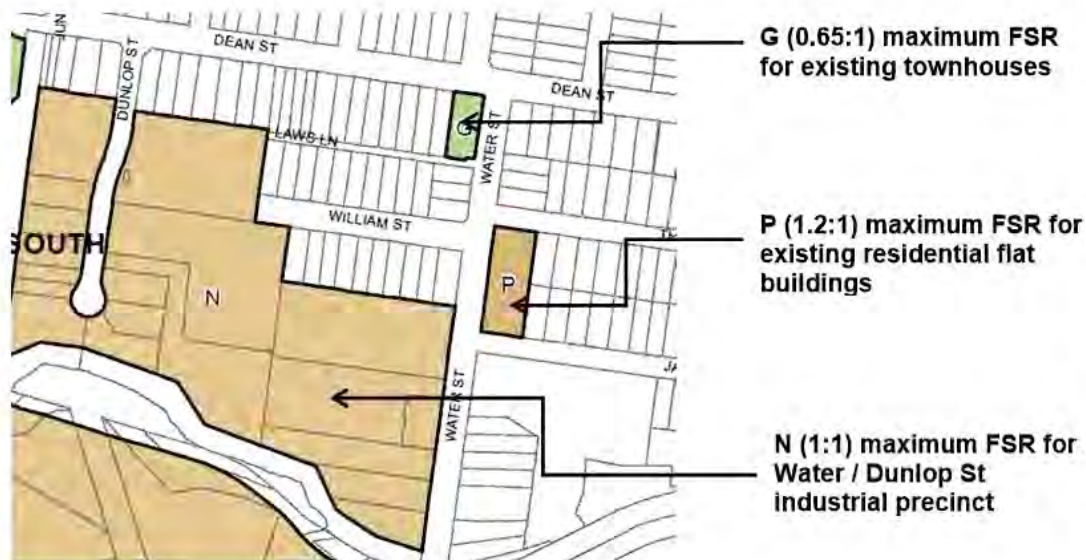 JUN
DUNLOP ST
DEAN ST
G (0.65:1) maximum FSR
for existing townhouses
DEAN ST
G
LAWS LN
WATER ST
WILLIAM ST
P (1.2:1) maximum FSR for
existing residential flat
buildings
SOUTH
N
P
JA
WATER ST
N (1:1) maximum FSR for
Water / Dunlop St
industrial precinct